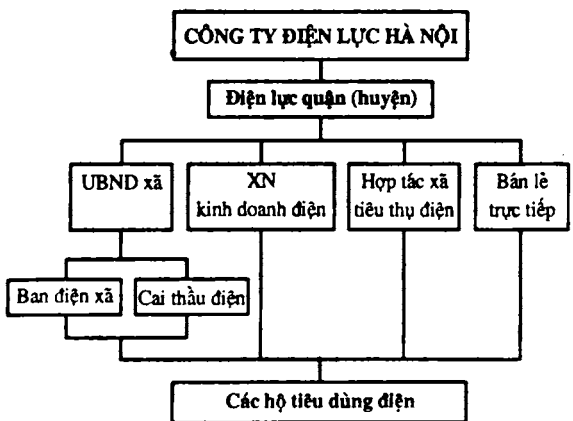 CÔNG TY ĐIỆN LỰC HÀ NỘI
Điện lực quận (huyện)
UBND xã
XN
kinh doanh điện
Hợp tác xã
tiêu thụ điện
Bán lẻ
trực tiếp
Ban điện xã
Cai thầu điện
Các hộ tiêu dùng điện